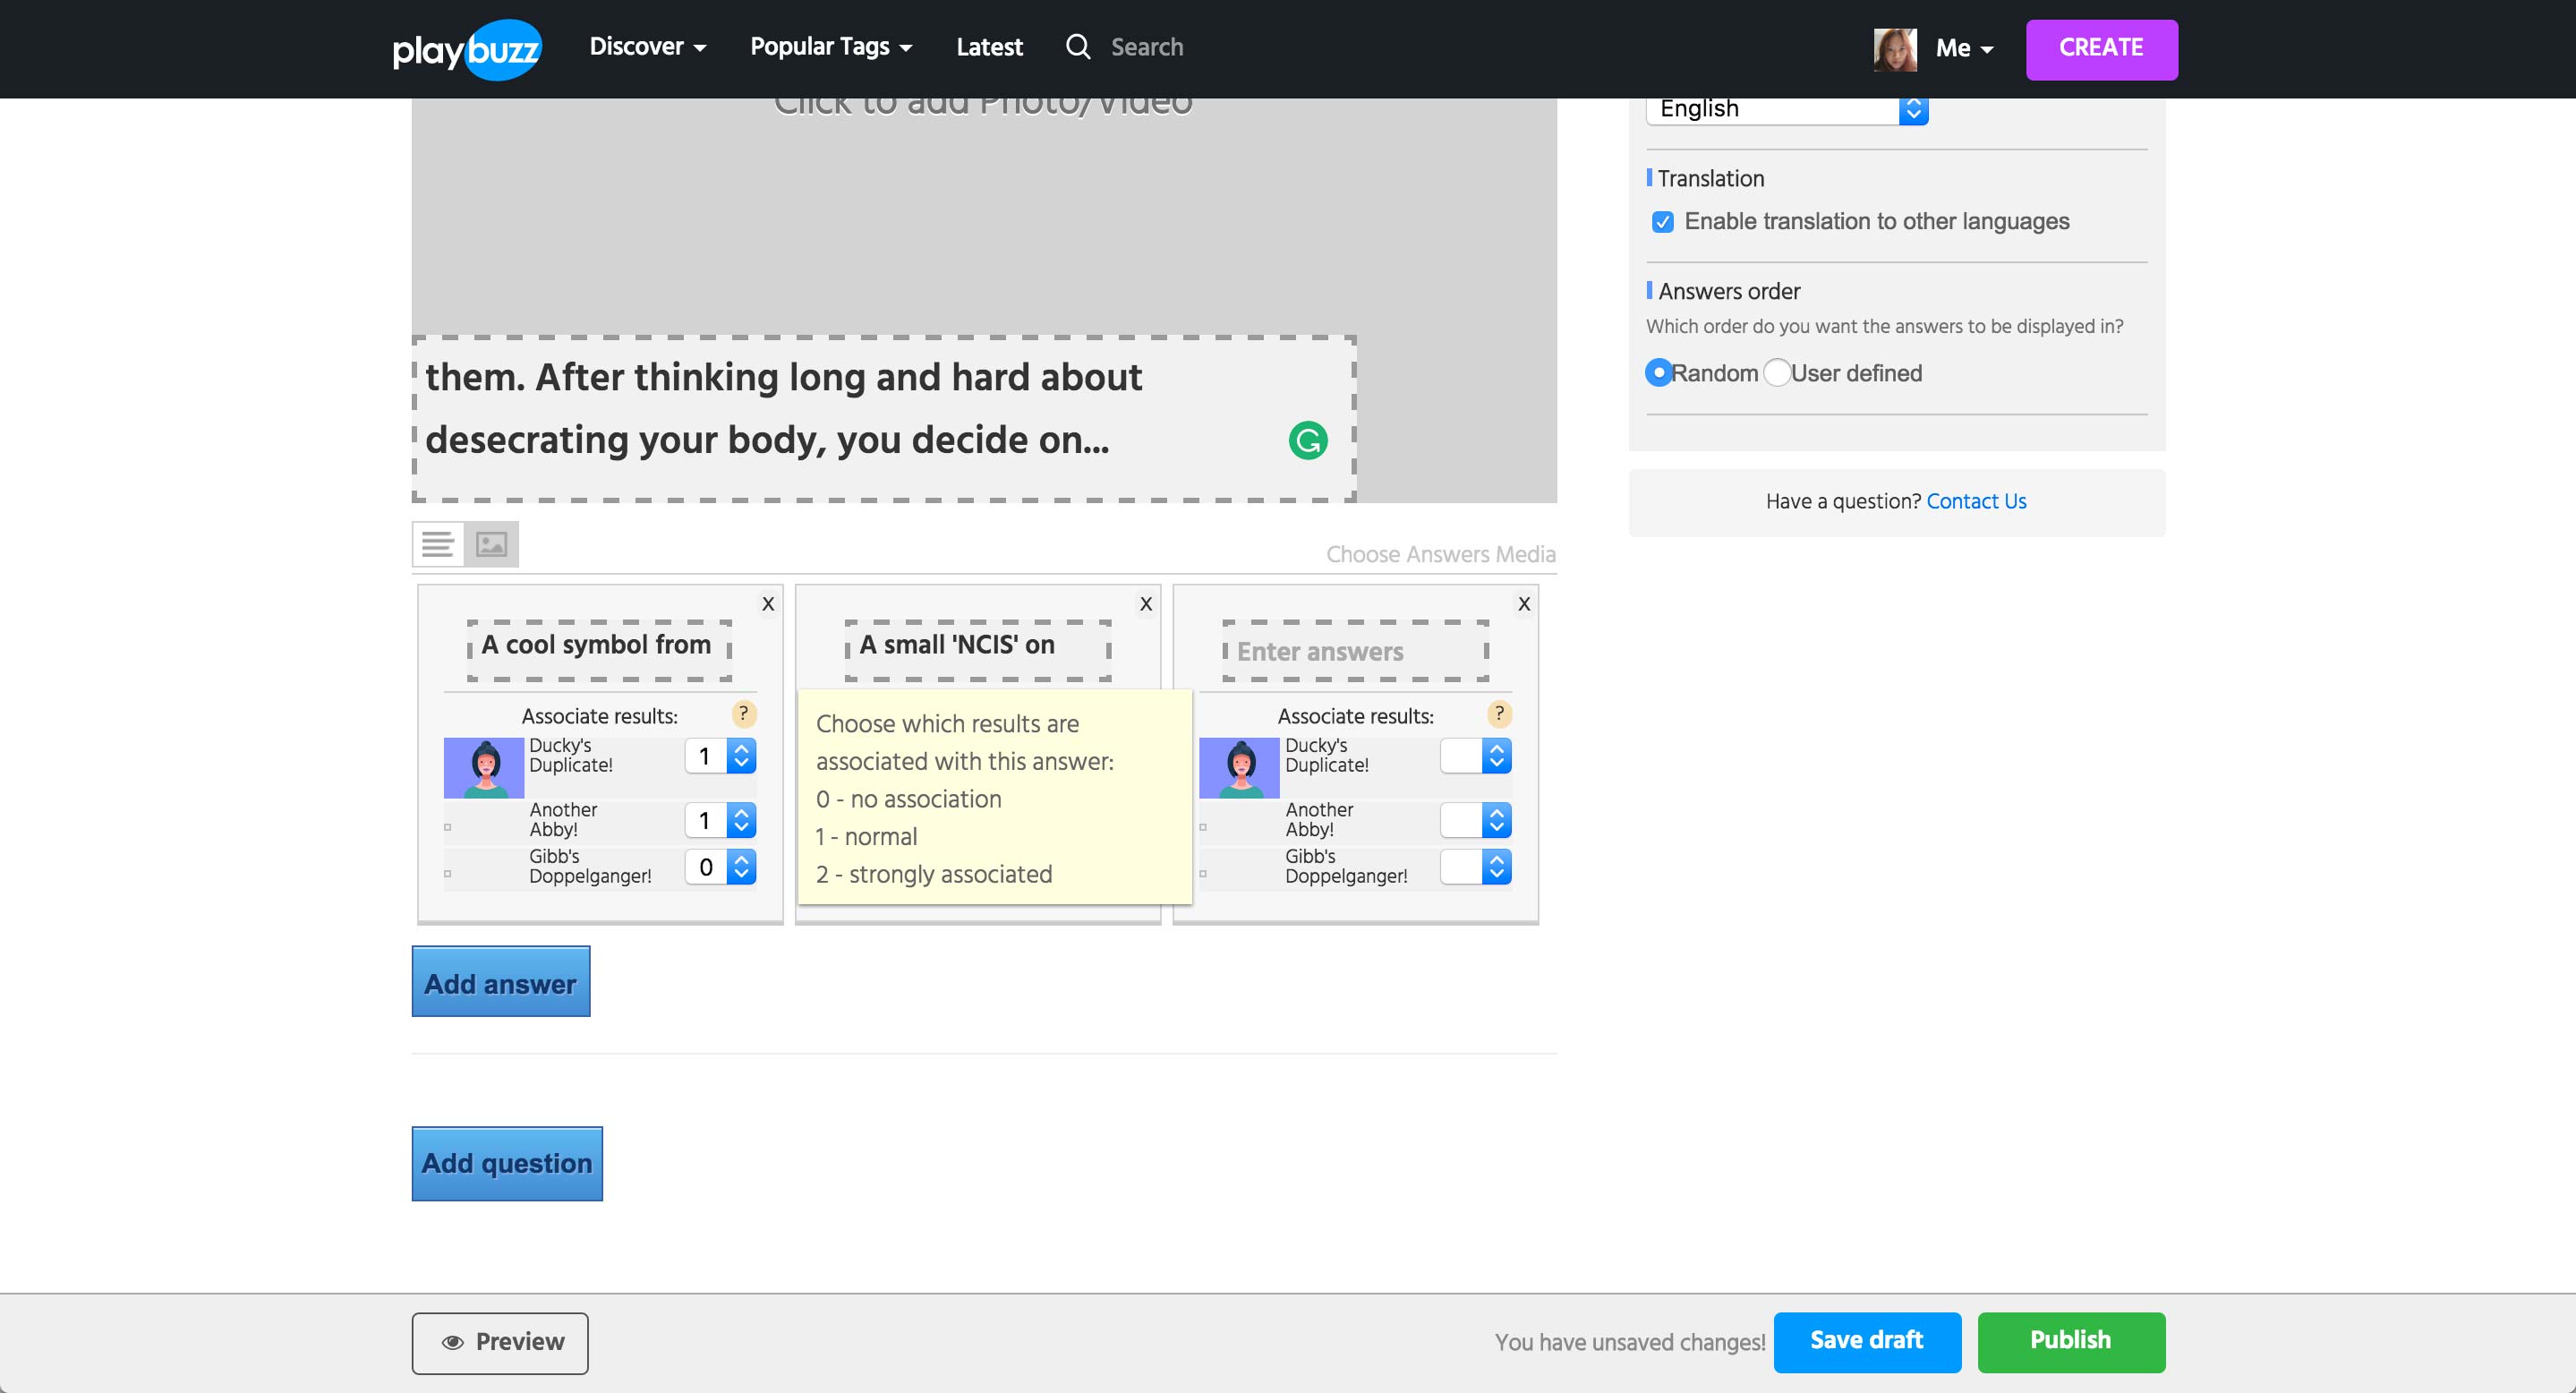 playbuzz
Discover
Popular Tags
Latest
Search
Me
CREATE
Click to add Photo/Video
them. After thinking long and hard about
desecrating your body, you decide on...
Choose Answers Media
X
A cool symbol from
Associate results:
?
Ducky's
Duplicate!
1
Another
Abby!
1
Gibb's
Doppelganger!
0
X
A small 'NCIS' on
Choose which results are
associated with this answer:
0 - no association
1 - normal
2 - strongly associated
X
Enter answers
Associate results:
?
Ducky's
Duplicate!
Another
Abby!
Gibb's
Doppelganger!
Add answer
Add question
English
Translation
Enable translation to other languages
Answers order
Which order do you want the answers to be displayed in?
Random
User defined
Have a question? Contact Us
Preview
You have unsaved changes!
Save draft
Publish